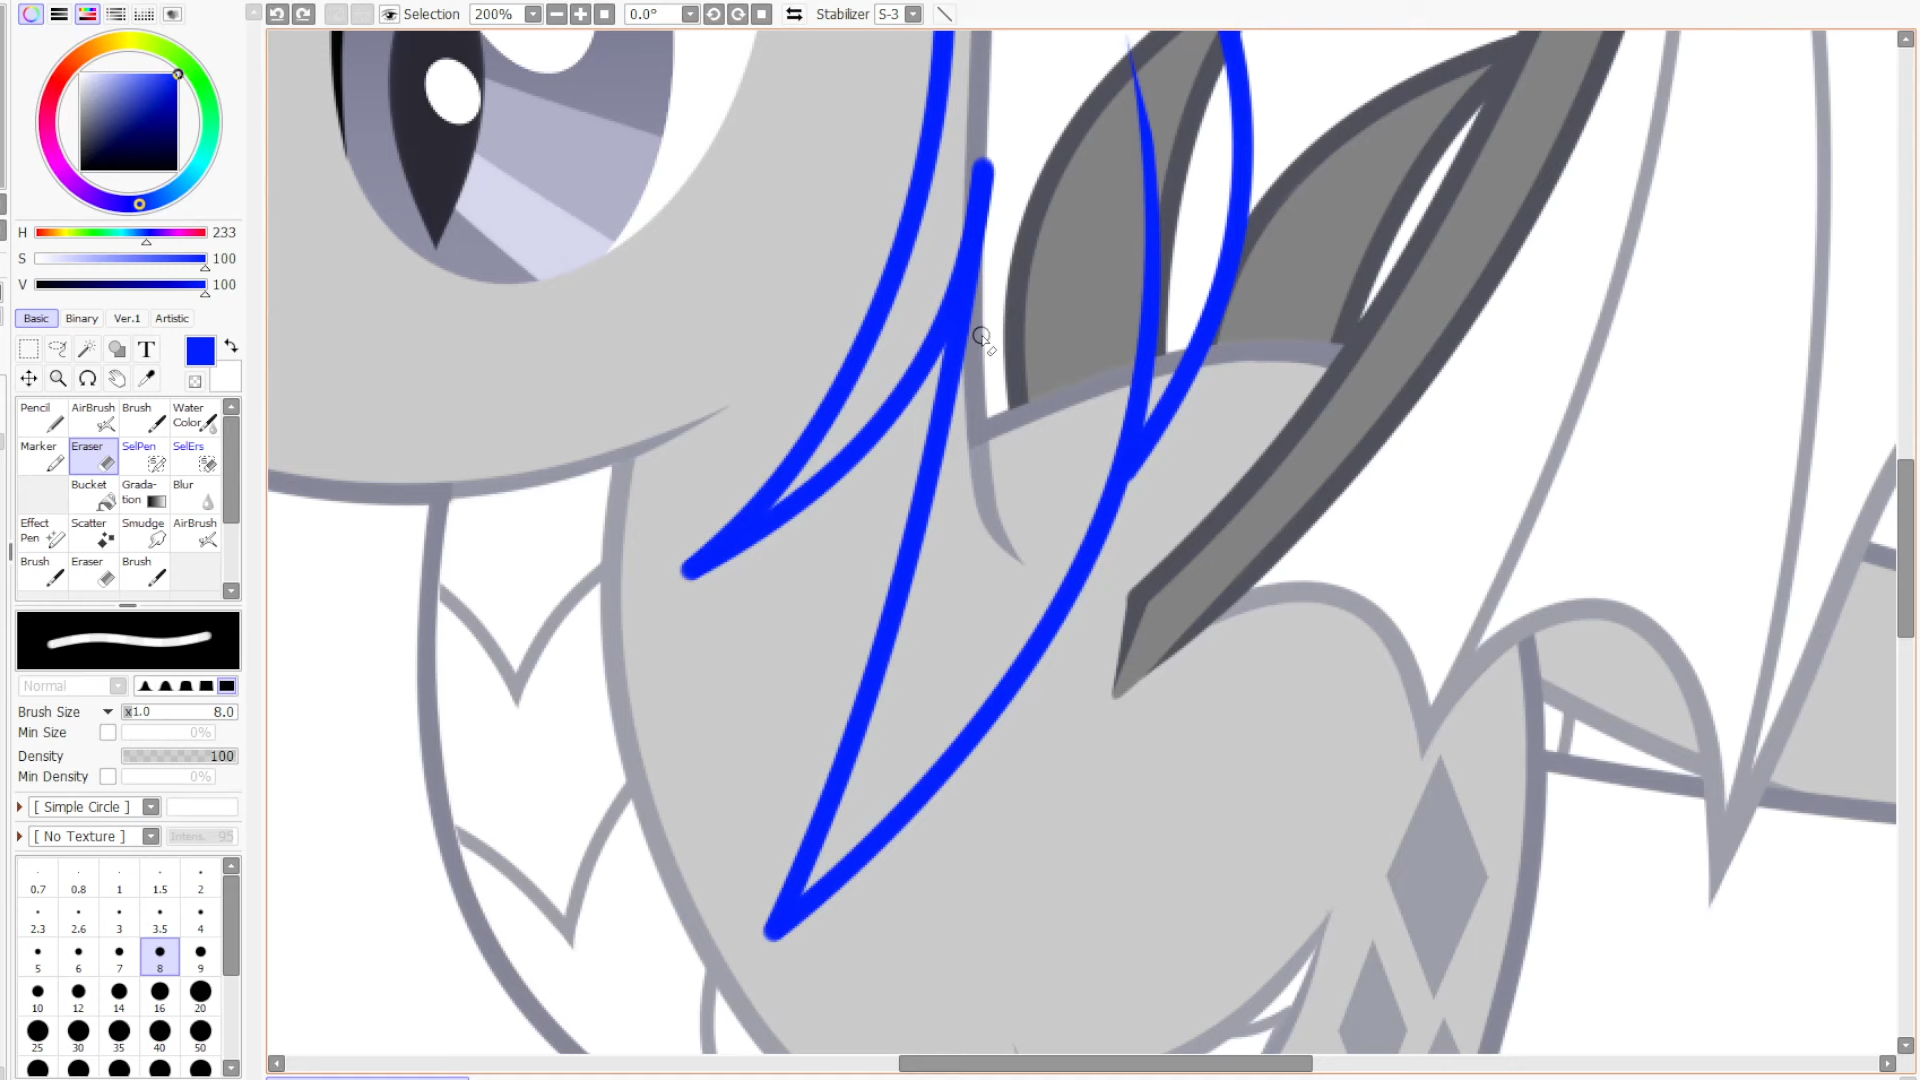 Selection 200% 0.0° Stabilizer S-3
H 233
S 100
V 100
Basic Binary Ver.1 Artistic
T
Pencil AirBrush Brush Water Color
Marker Eraser SelPen SelErs
Bucket Grada- tion Blur
Effect Pen Scatter Smudge AirBrush
Brush Eraser Brush
Normal
Brush Size x1.0 8.0
Min Size 0%
Density 100
Min Density 0%
[ Simple Circle ]
[ No Texture ] Intens. 95
0.7 0.8 1 1.5 2
2.3 2.6 3 3.5 4
5 6 7 8 9
10 12 14 16 20
25 30 35 40 50